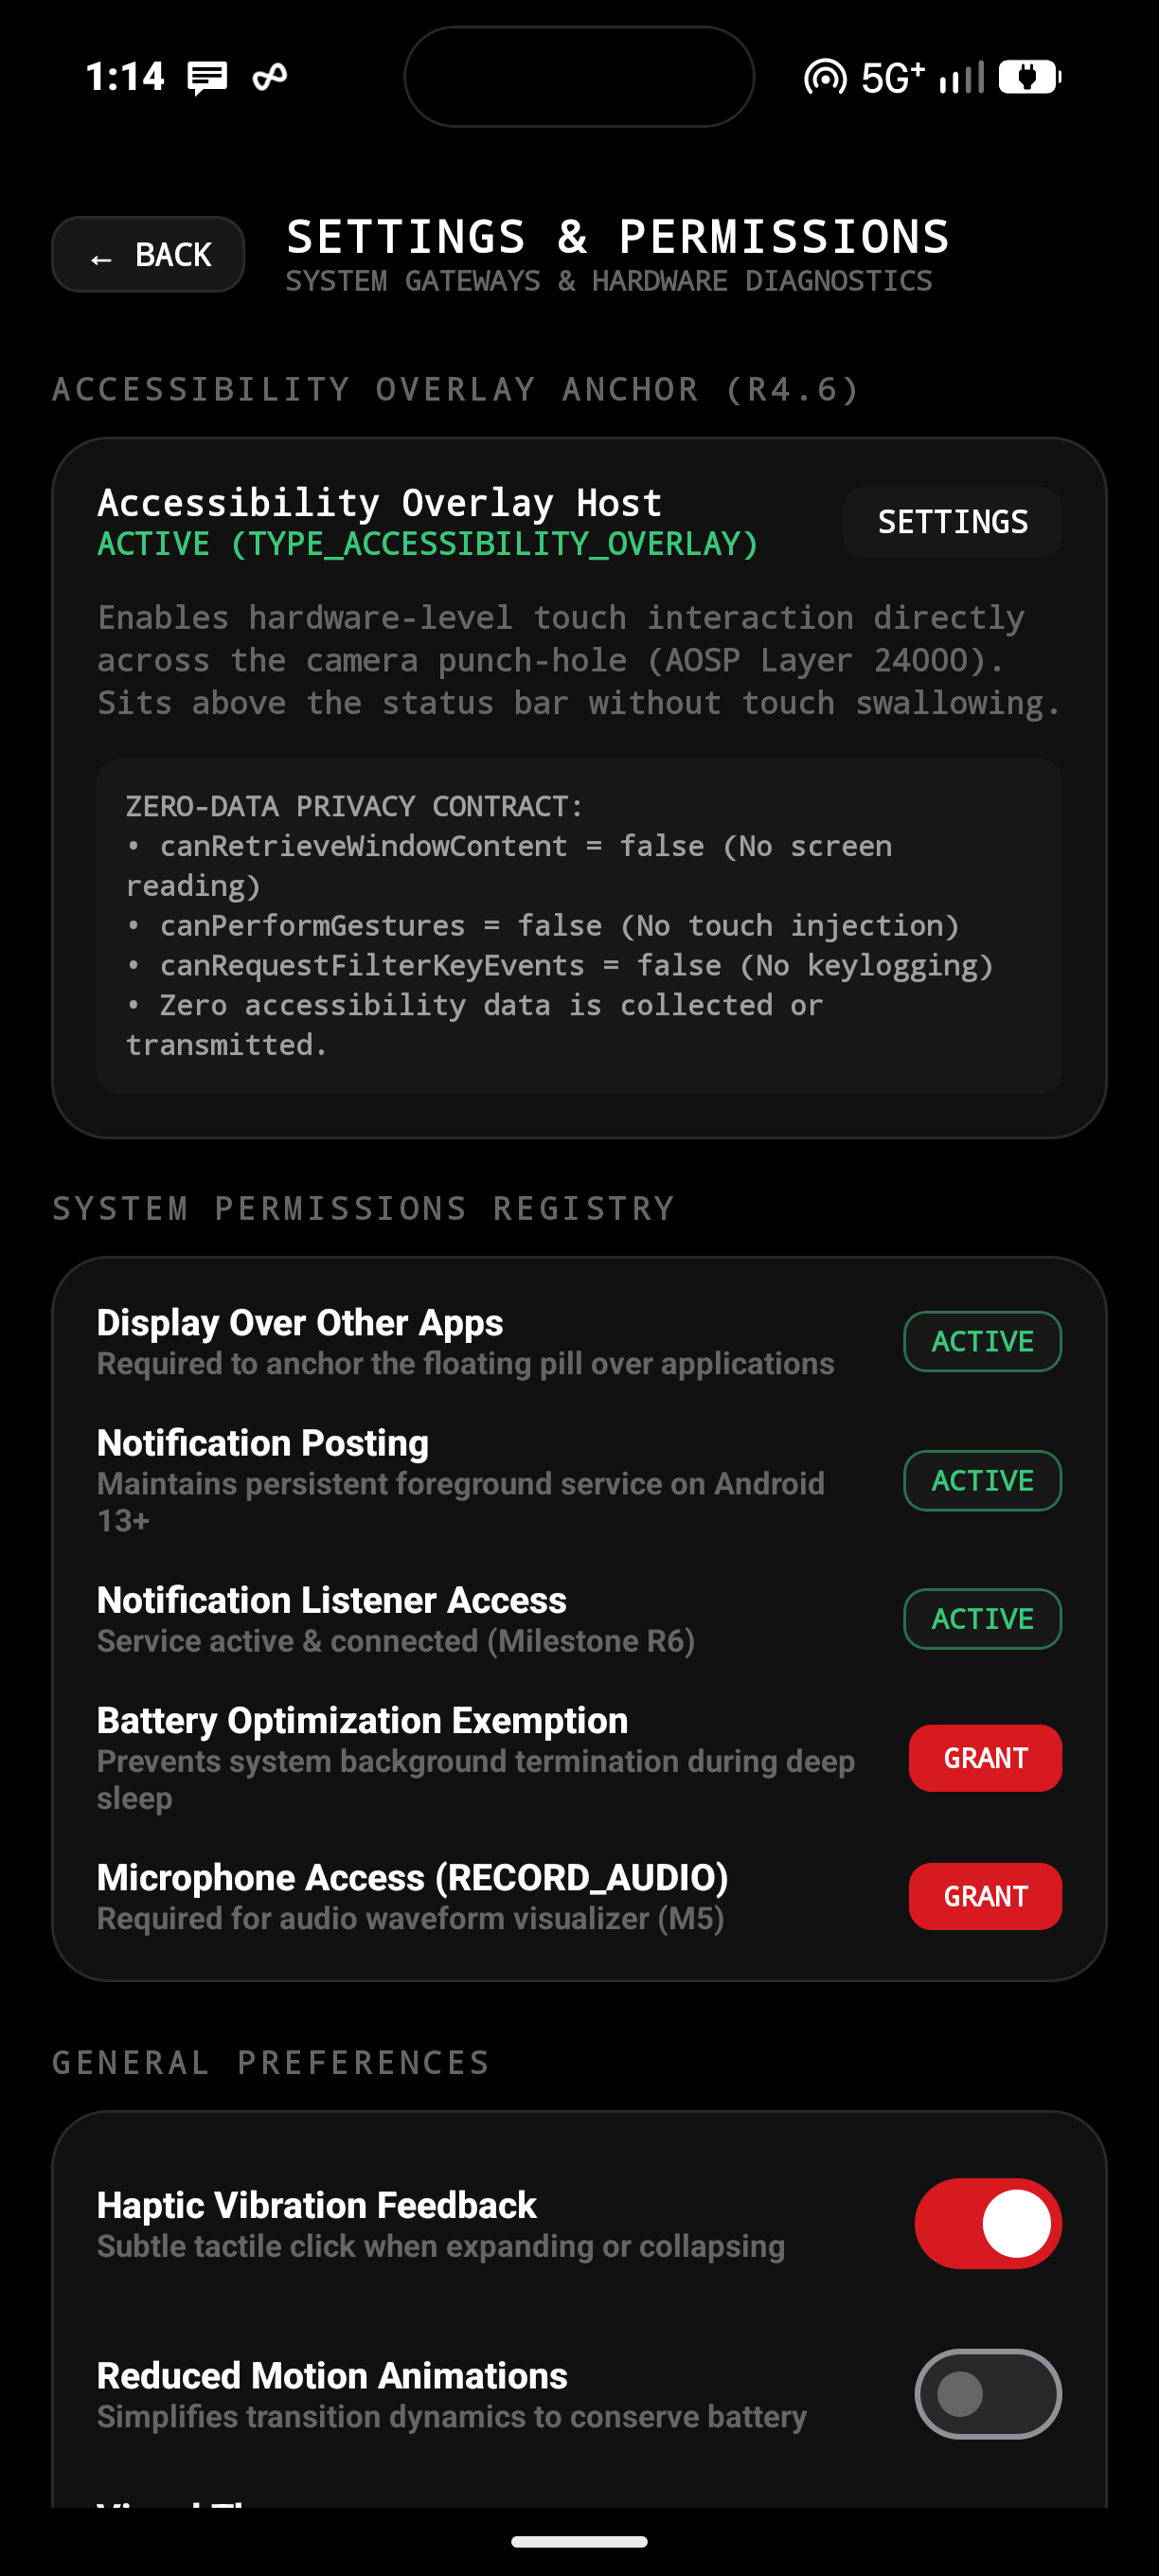 1:14
5G+
← BACK
SETTINGS & PERMISSIONS
SYSTEM GATEWAYS & HARDWARE DIAGNOSTICS
ACCESSIBILITY OVERLAY ANCHOR (R4.6)
Accessibility Overlay Host
ACTIVE (TYPE_ACCESSIBILITY_OVERLAY)
SETTINGS
Enables hardware-level touch interaction directly
across the camera punch-hole (AOSP Layer 24000).
Sits above the status bar without touch swallowing.
ZERO-DATA PRIVACY CONTRACT:
• canRetrieveWindowContent = false (No screen
reading)
• canPerformGestures = false (No touch injection)
• canRequestFilterKeyEvents = false (No keylogging)
• Zero accessibility data is collected or
transmitted.
SYSTEM PERMISSIONS REGISTRY
Display Over Other Apps
Required to anchor the floating pill over applications
ACTIVE
Notification Posting
Maintains persistent foreground service on Android
13+
ACTIVE
Notification Listener Access
Service active & connected (Milestone R6)
ACTIVE
Battery Optimization Exemption
Prevents system background termination during deep
sleep
GRANT
Microphone Access (RECORD_AUDIO)
Required for audio waveform visualizer (M5)
GRANT
GENERAL PREFERENCES
Haptic Vibration Feedback
Subtle tactile click when expanding or collapsing
Reduced Motion Animations
Simplifies transition dynamics to conserve battery